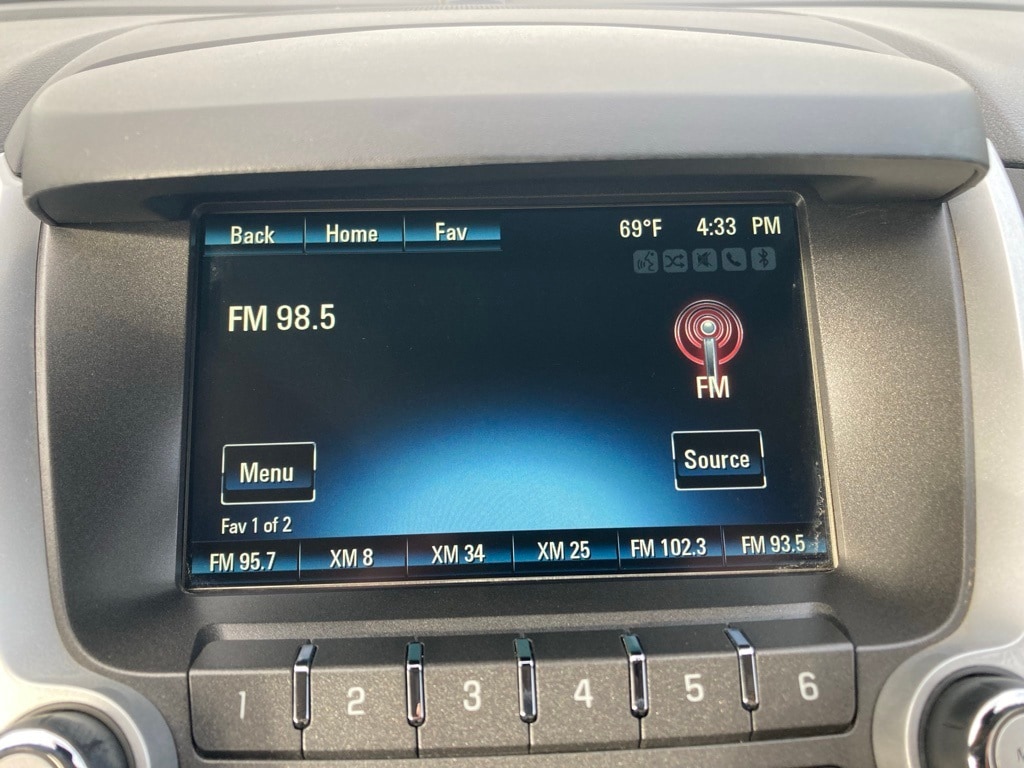 Back Home Fav 69°F 4:33 PM
FM 98.5
FM
Menu Source
Fav 1 of 2
FM 95.7 XM 8 XM 34 XM 25 FM 102.3 FM 93.5
1 2 3 4 5 6